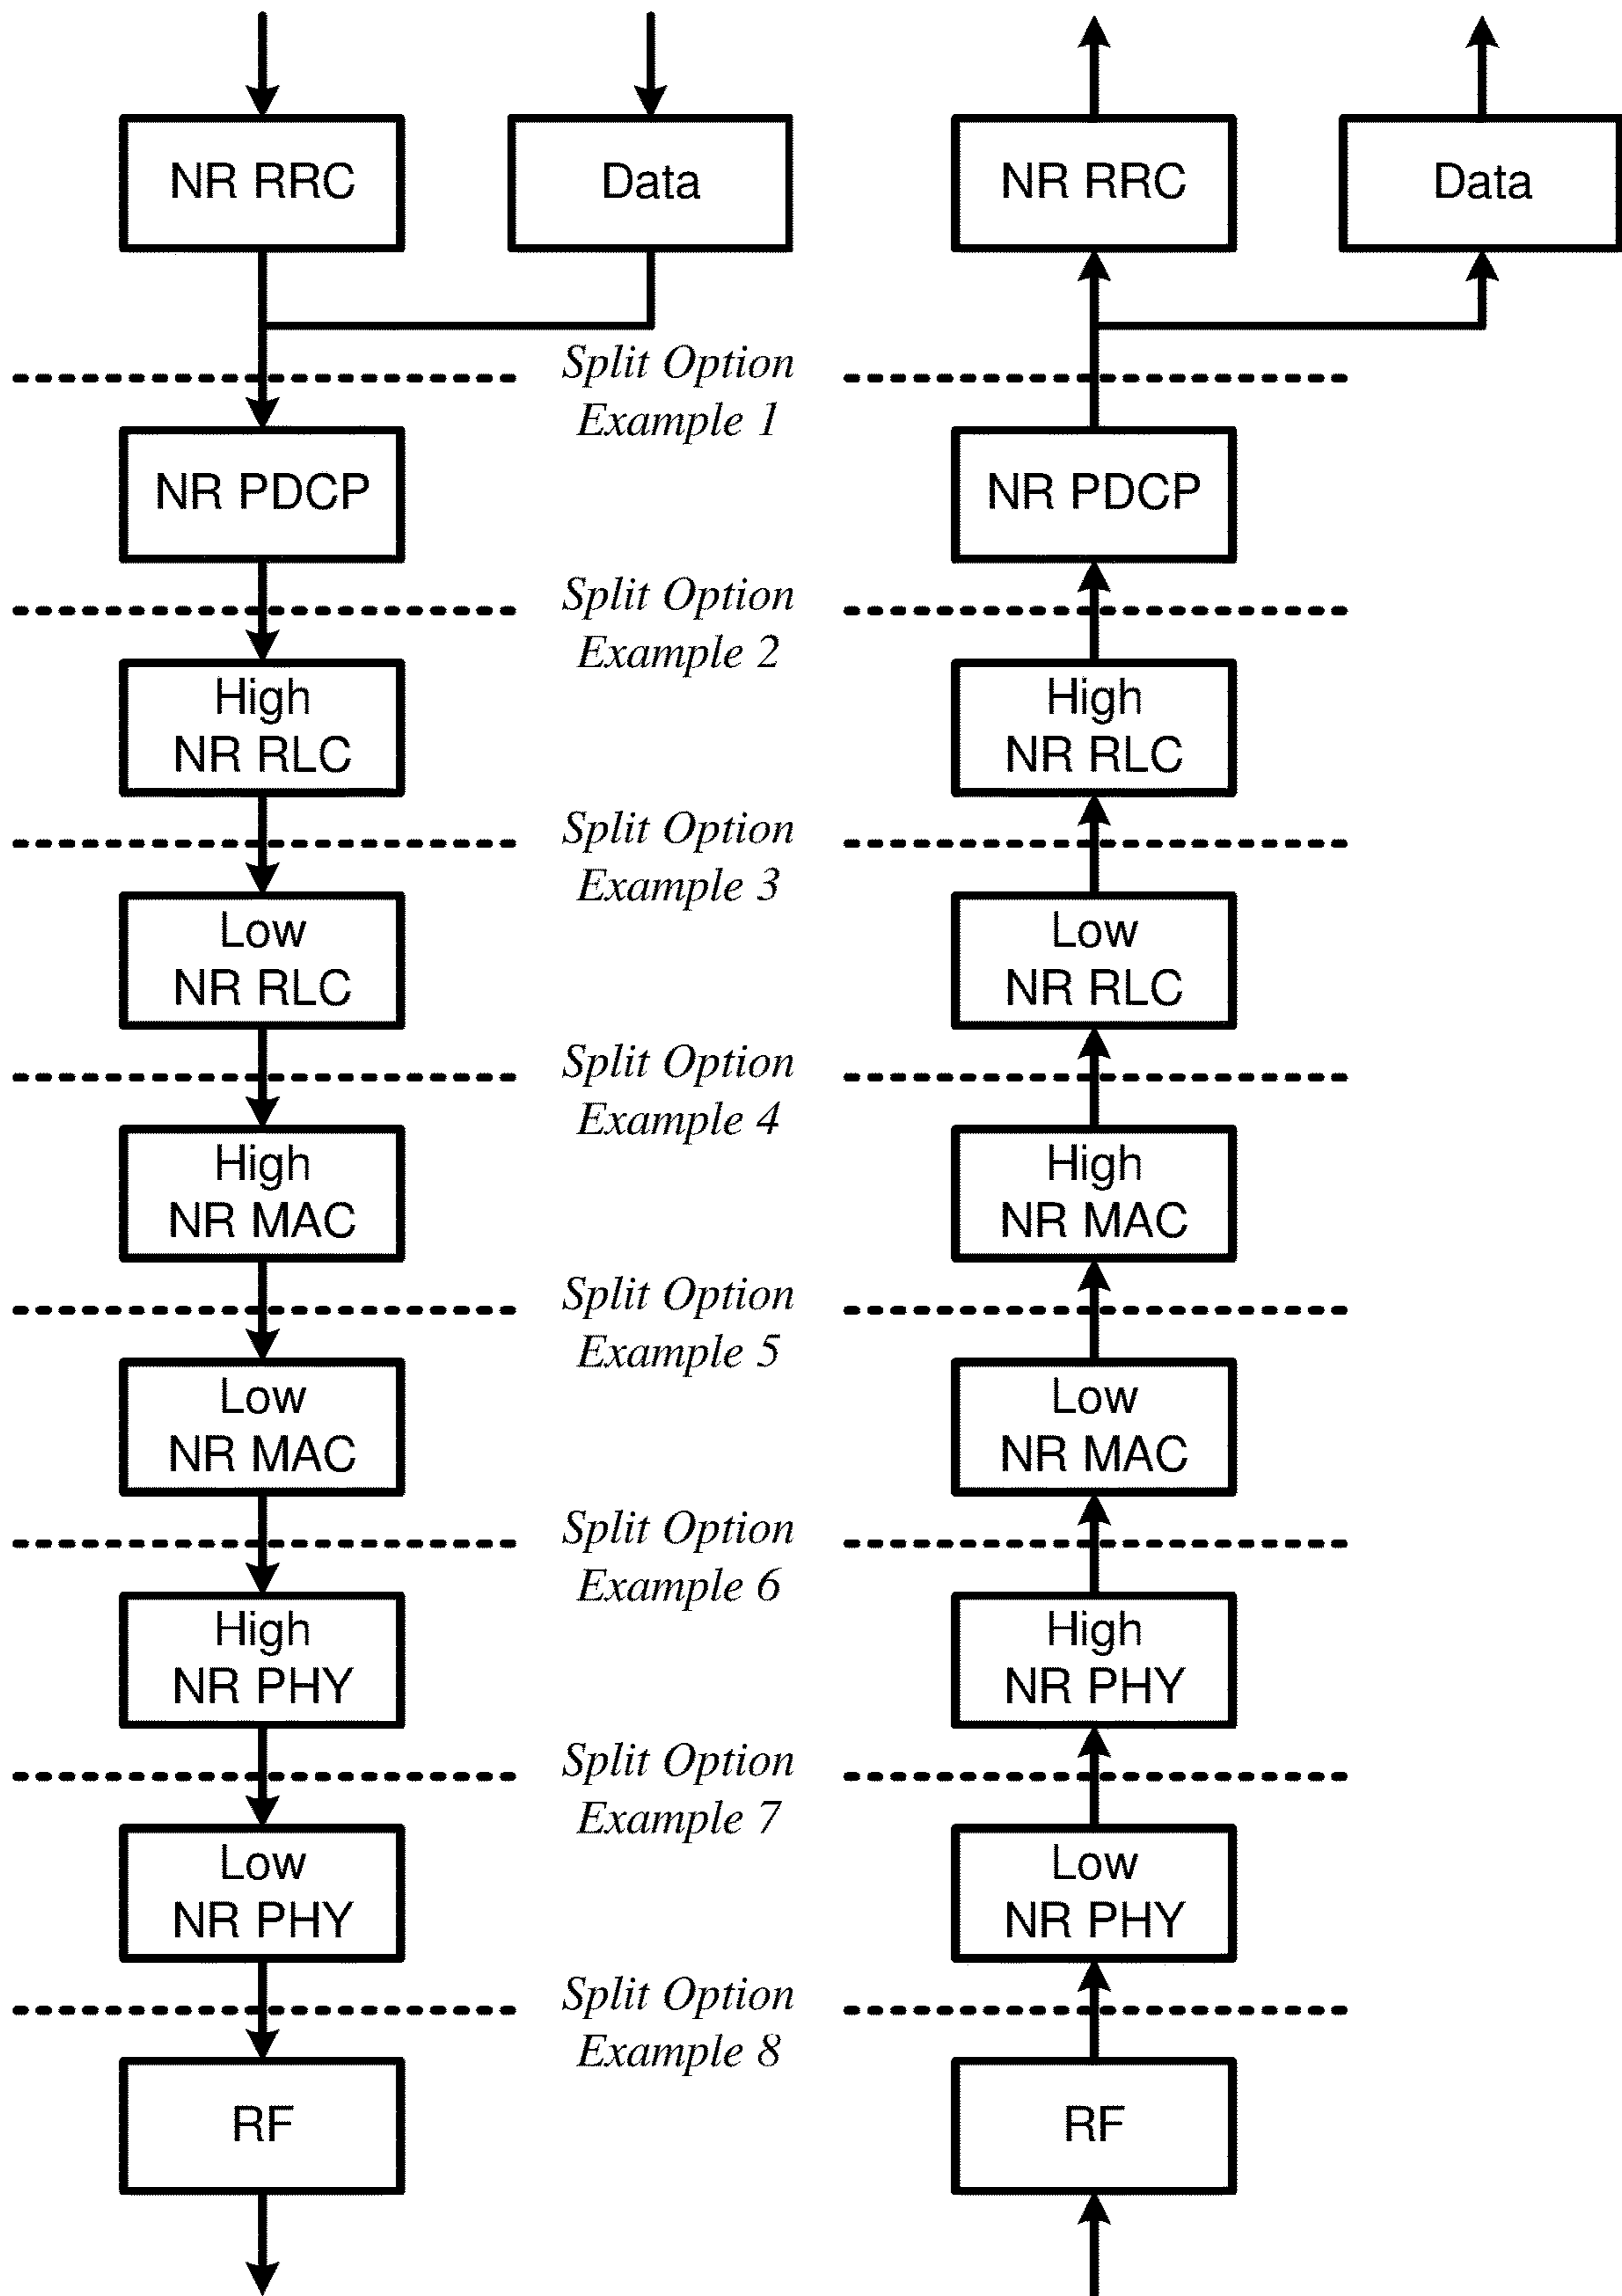 NR RRC
Data
NR RRC
Data
Split Option
Example 1
NR PDCP
NR PDCP
Split Option
Example 2
High
NR RLC
High
NR RLC
Split Option
Example 3
Low
NR RLC
Low
NR RLC
Split Option
Example 4
High
NR MAC
High
NR MAC
Split Option
Example 5
Low
NR MAC
Low
NR MAC
Split Option
Example 6
High
NR PHY
High
NR PHY
Split Option
Example 7
Low
NR PHY
Low
NR PHY
Split Option
Example 8
RF
RF